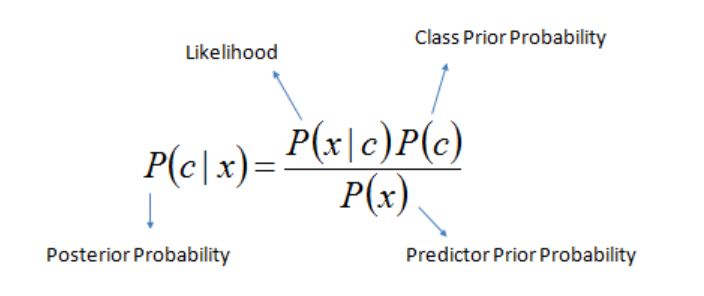 Likelihood
Class Prior Probability
P(c|x)=
P(x|c)P(c)
P(x)
Posterior Probability
Predictor Prior Probability